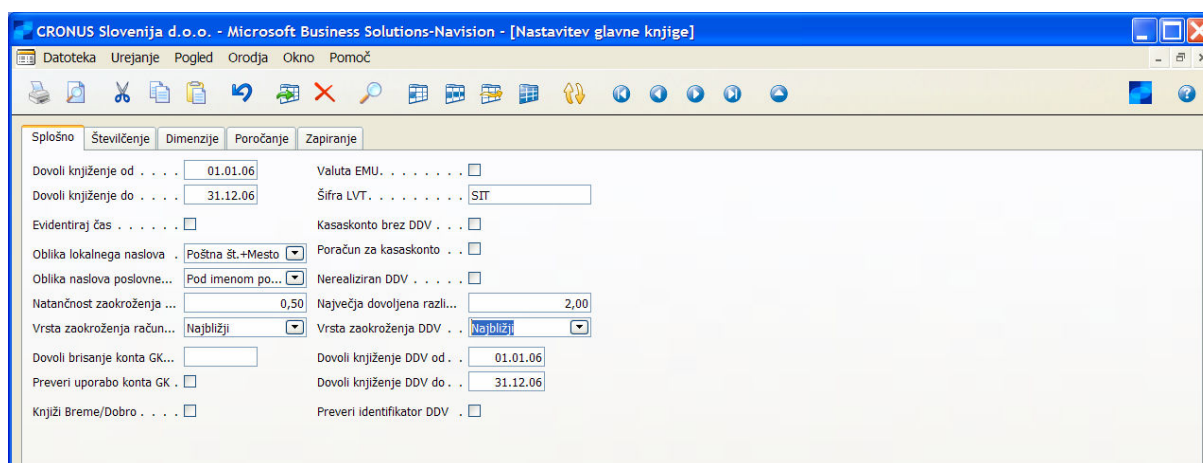 CRONUS Slovenija d.o.o. - Microsoft Business Solutions-Navision - [Nastavitev glavne knjige]
Datoteka Urejanje Pogled Orodja Okno Pomoč
Splošno Številčenje Dimenzije Poročanje Zapiranje
Dovoli knjiženje od . . . . 01.01.06 Valuta EMU. . . . . . . .
Dovoli knjiženje do . . . . 31.12.06 Šifra LVT. . . . . . . . . SIT
Evidentiraj čas . . . . . . Kasaskonto brez DDV . . .
Oblika lokalnega naslova . Poštna št.+Mesto Poračun za kasaskonto . .
Oblika naslova poslovne... Pod imenom po... Nerealiziran DDV . . . . .
Natančnost zaokroženja ... 0,50 Največja dovoljena razli... 2,00
Vrsta zaokroženja račun... Najbližji Vrsta zaokroženja DDV . . Najbližji
Dovoli brisanje konta GK... Dovoli knjiženje DDV od . . 01.01.06
Preveri uporabo konta GK . Dovoli knjiženje DDV do . . 31.12.06
Knjiži Breme/Dobro . . . . Preveri identifikator DDV .